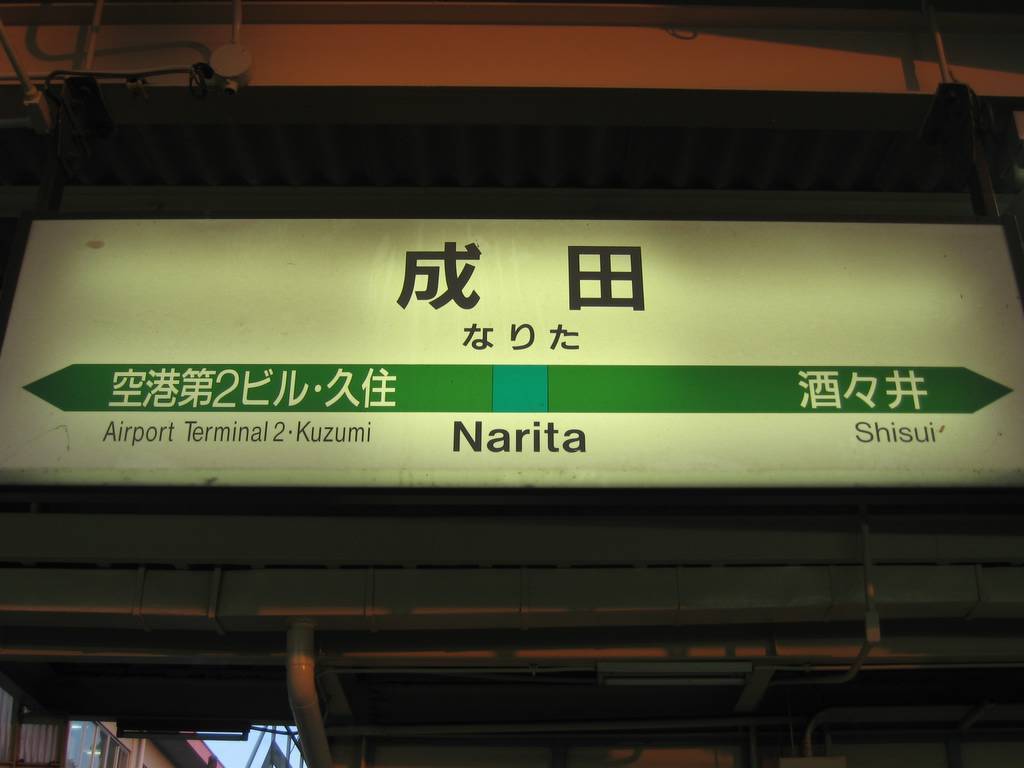 成田
なりた
空港第2ビル・久住 酒々井
Airport Terminal 2・Kuzumi Narita Shisui